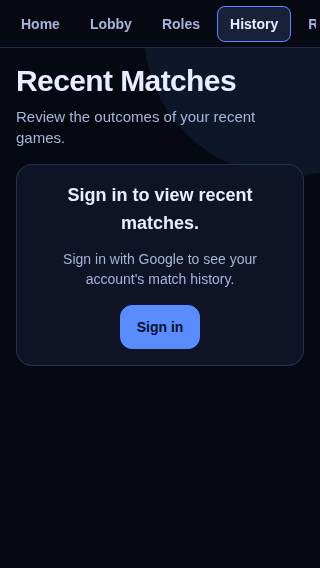 Home Lobby Roles History R
Recent Matches
Review the outcomes of your recent
games.
Sign in to view recent
matches.
Sign in with Google to see your
account's match history.
Sign in